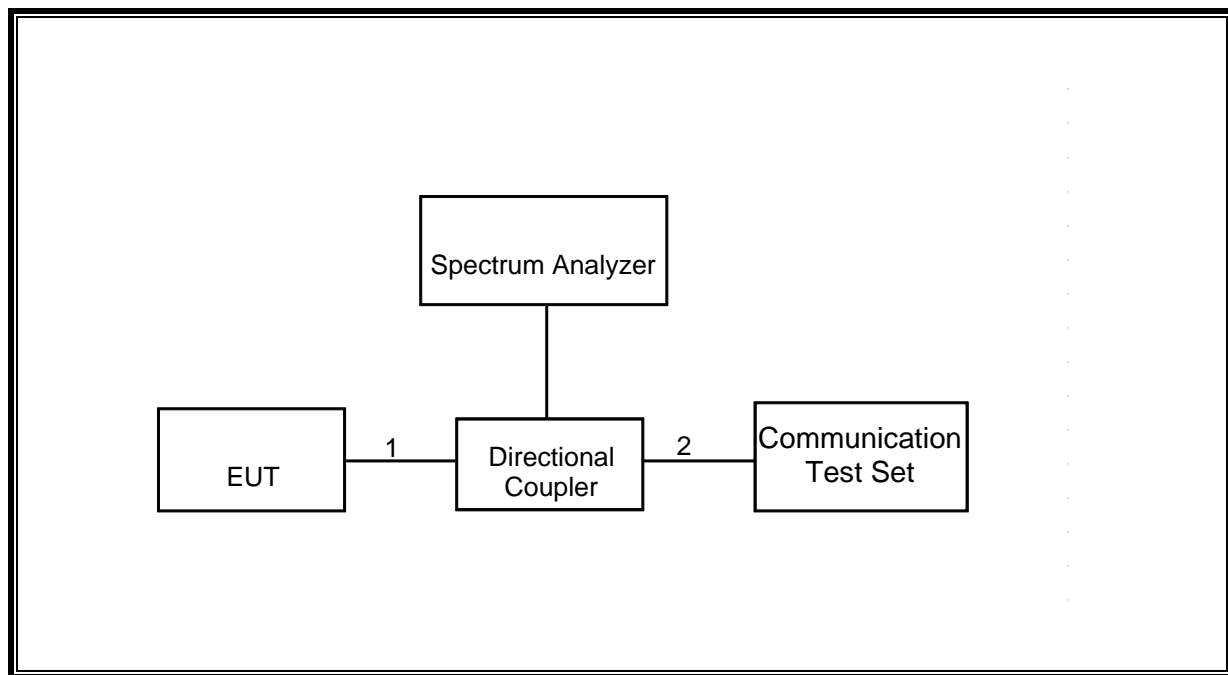 Spectrum Analyzer
EUT
1
Directional
Coupler
2
Communication
Test Set